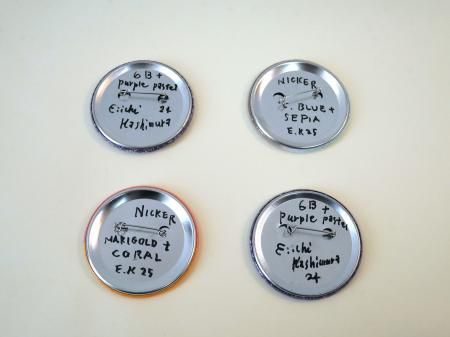 6B +
purple pastel
Eiichi 24
Kashimura
NICKER
. BLUE +
SEPIA
E.K 25
NICKER
MARIGOLD +
CORAL
E.K 25
6B +
purple pastel
Eiichi
Kashimura
24